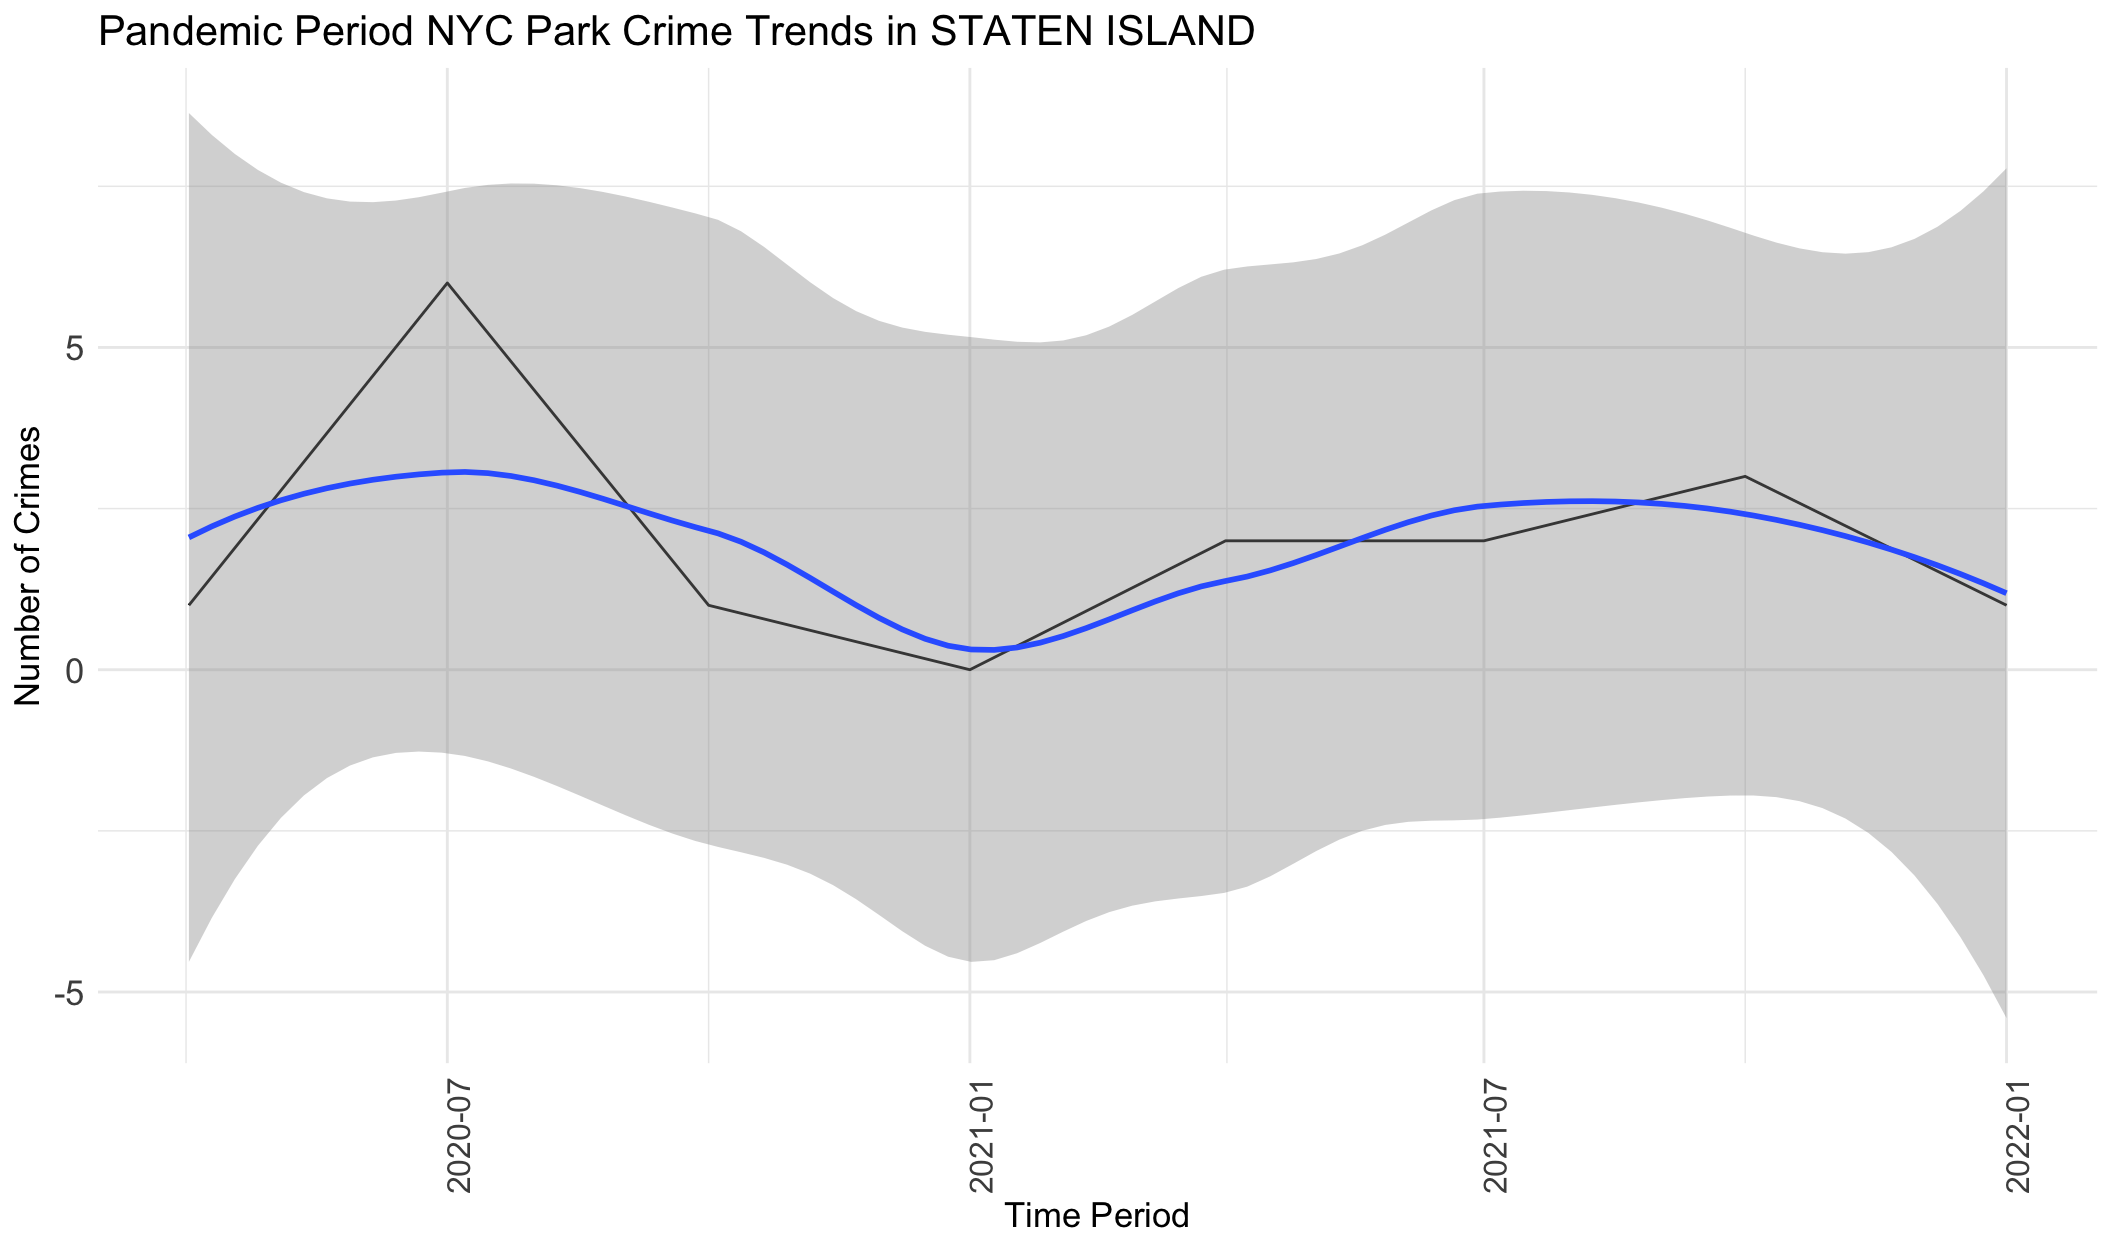 Pandemic Period NYC Park Crime Trends in STATEN ISLAND
Number of Crimes
5
0
-5
2020-07
2021-01
2021-07
2022-01
Time Period